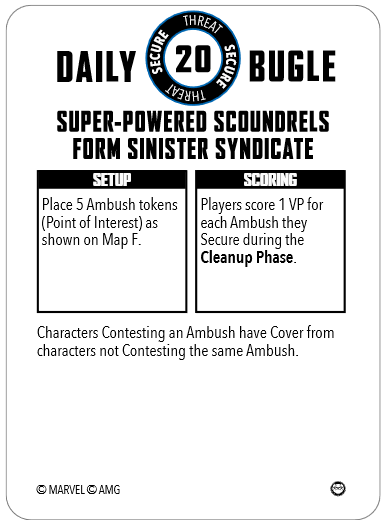 DAILY BUGLE
THREAT
SECURE
20
SECURE
THREAT
SUPER-POWERED SCOUNDRELS
FORM SINISTER SYNDICATE
SETUP
Place 5 Ambush tokens
(Point of Interest) as
shown on Map F.
SCORING
Players score 1 VP for
each Ambush they
Secure during the
Cleanup Phase.
Characters Contesting an Ambush have Cover from
characters not Contesting the same Ambush.
© MARVEL © AMG